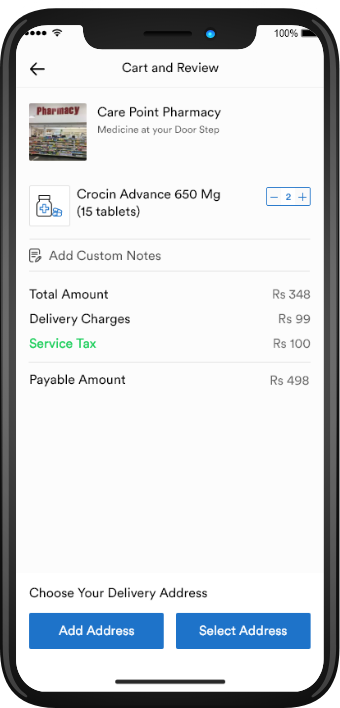 100%
Cart and Review
Pharmacy
Care Point Pharmacy
Medicine at your Door Step
Crocin Advance 650 Mg
(15 tablets)
− 2 +
Add Custom Notes
Total Amount Rs 348
Delivery Charges Rs 99
Service Tax Rs 100
Payable Amount Rs 498
Choose Your Delivery Address
Add Address Select Address